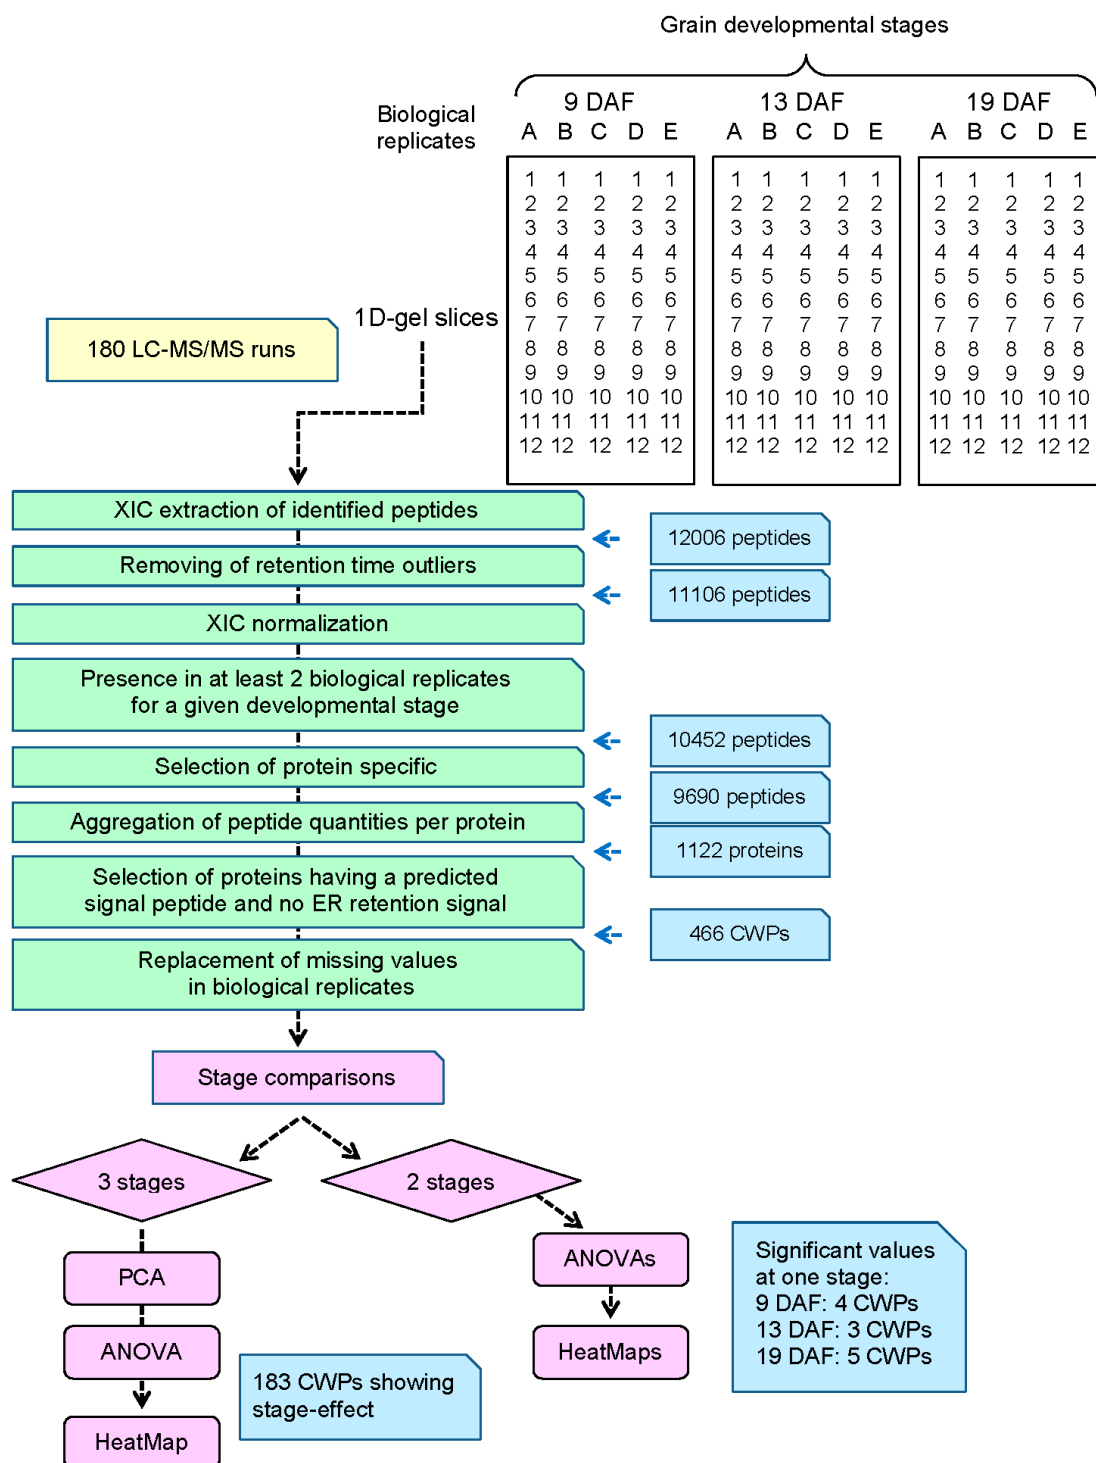 Grain developmental stages
9 DAF 13 DAF 19 DAF
Biological
replicates
A B C D E A B C D E A B C D E
1 1 1 1 1 1 1 1 1 1 1 1 1 1 1
2 2 2 2 2 2 2 2 2 2 2 2 2 2 2
3 3 3 3 3 3 3 3 3 3 3 3 3 3 3
4 4 4 4 4 4 4 4 4 4 4 4 4 4 4
5 5 5 5 5 5 5 5 5 5 5 5 5 5 5
6 6 6 6 6 6 6 6 6 6 6 6 6 6 6
7 7 7 7 7 7 7 7 7 7 7 7 7 7 7
8 8 8 8 8 8 8 8 8 8 8 8 8 8 8
9 9 9 9 9 9 9 9 9 9 9 9 9 9 9
10 10 10 10 10 10 10 10 10 10 10 10 10 10 10
11 11 11 11 11 11 11 11 11 11 11 11 11 11 11
12 12 12 12 12 12 12 12 12 12 12 12 12 12 12
1D-gel slices
180 LC-MS/MS runs
XIC extraction of identified peptides
12006 peptides
Removing of retention time outliers
11106 peptides
XIC normalization
Presence in at least 2 biological replicates
for a given developmental stage
10452 peptides
Selection of protein specific
9690 peptides
Aggregation of peptide quantities per protein
1122 proteins
Selection of proteins having a predicted
signal peptide and no ER retention signal
466 CWPs
Replacement of missing values
in biological replicates
Stage comparisons
3 stages
2 stages
PCA
ANOVA
HeatMap
183 CWPs showing
stage-effect
ANOVAs
HeatMaps
Significant values
at one stage:
9 DAF: 4 CWPs
13 DAF: 3 CWPs
19 DAF: 5 CWPs